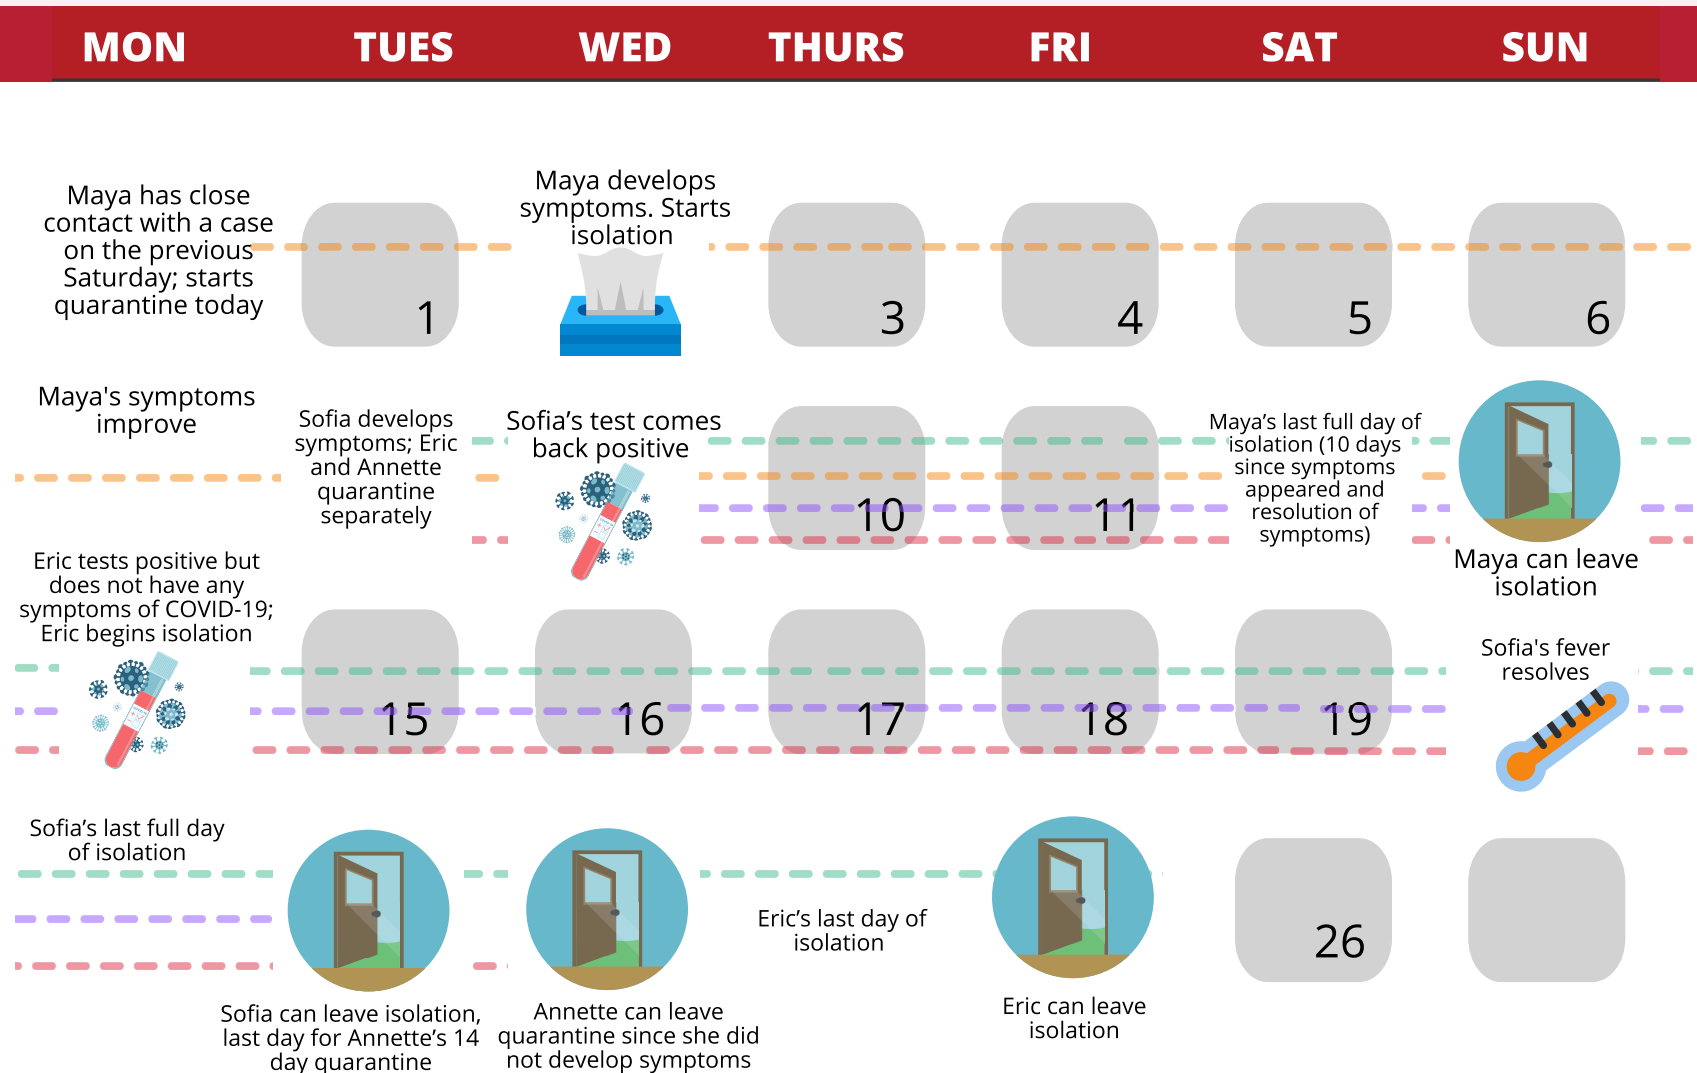 MON TUES WED THURS FRI SAT SUN
Maya has close
contact with a case
on the previous
Saturday; starts
quarantine today
1
Maya develops
symptoms. Starts
isolation
3
4
5
6
Maya's symptoms
improve
Sofia develops
symptoms; Eric
and Annette
quarantine
separately
Sofia’s test comes
back positive
10
11
Maya’s last full day of
isolation (10 days
since symptoms
appeared and
resolution of
symptoms)
Maya can leave
isolation
Eric tests positive but
does not have any
symptoms of COVID-19;
Eric begins isolation
15
16
17
18
19
Sofia's fever
resolves
Sofia’s last full day
of isolation
Sofia can leave isolation,
last day for Annette’s 14
day quarantine
Annette can leave
quarantine since she did
not develop symptoms
Eric’s last day of
isolation
Eric can leave
isolation
26